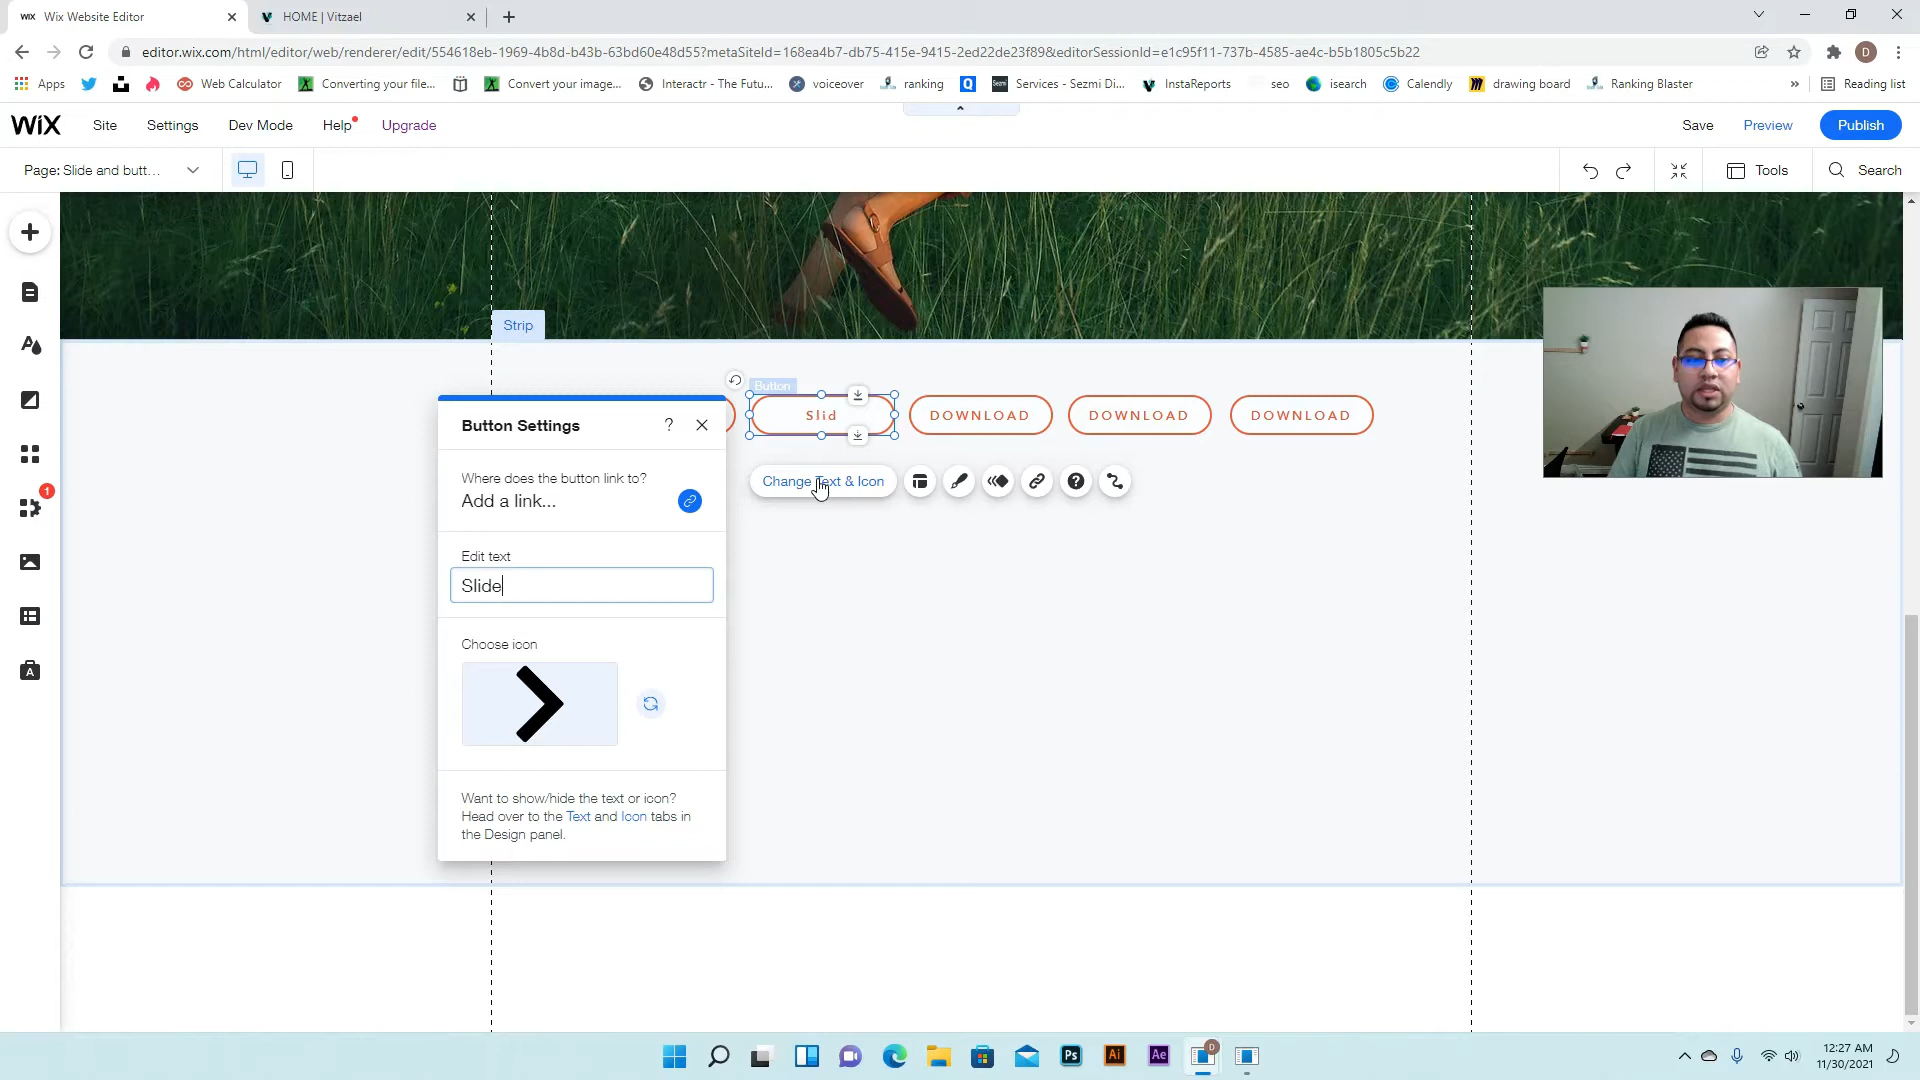 WIX Wix Website Editor
HOME | Vitzael
editor.wix.com/html/editor/web/renderer/edit/554618eb-1969-4b8d-b43b-63bd60e48d55?metaSiteId=168ea4b7-db75-415e-9415-2ed22de23f89&editorSessionId=e1c95f11-737b-4585-ae4c-b5b1805c5b22
D
Apps
Web Calculator
Converting your file...
Convert your image...
Interactr - The Futu...
voiceover
ranking
Q
Sezmi
Services - Sezmi Di...
InstaReports
seo
isearch
Calendly
drawing board
Ranking Blaster
»
Reading list
WiX
Site
Settings
Dev Mode
Help
Upgrade
Save
Preview
Publish
Page: Slide and butt...
Tools
Search
Strip
Button
Slid
DOWNLOAD
DOWNLOAD
DOWNLOAD
Button Settings
?
Change Text & Icon
Where does the button link to?
Add a link...
1
Edit text
Slide
Choose icon
A
Want to show/hide the text or icon?
Head over to the Text and Icon tabs in
the Design panel.
Ps
Ai
Ae
D
12:27 AM
11/30/2021